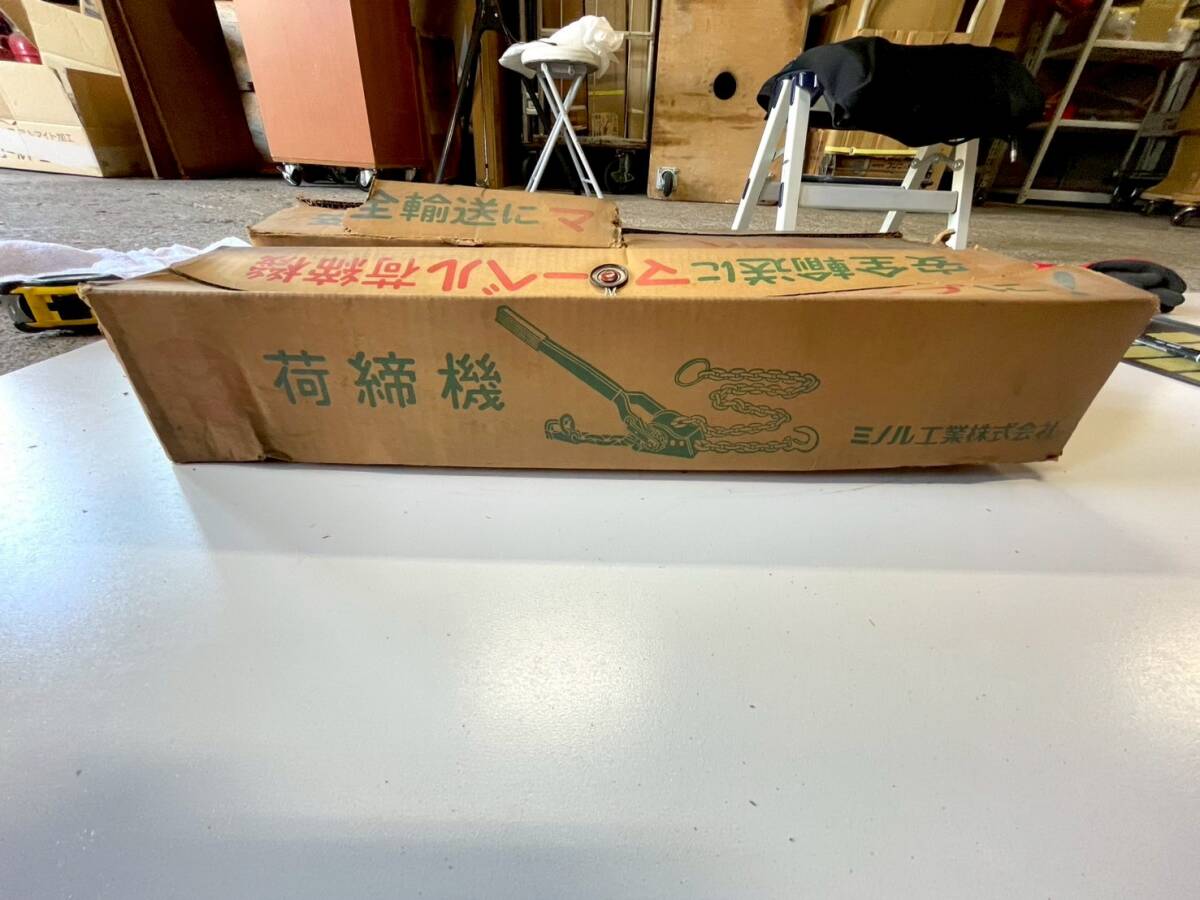 全輸送に マ
安全輸送にマーベル荷締機
荷締機
ミノル工業株式会社